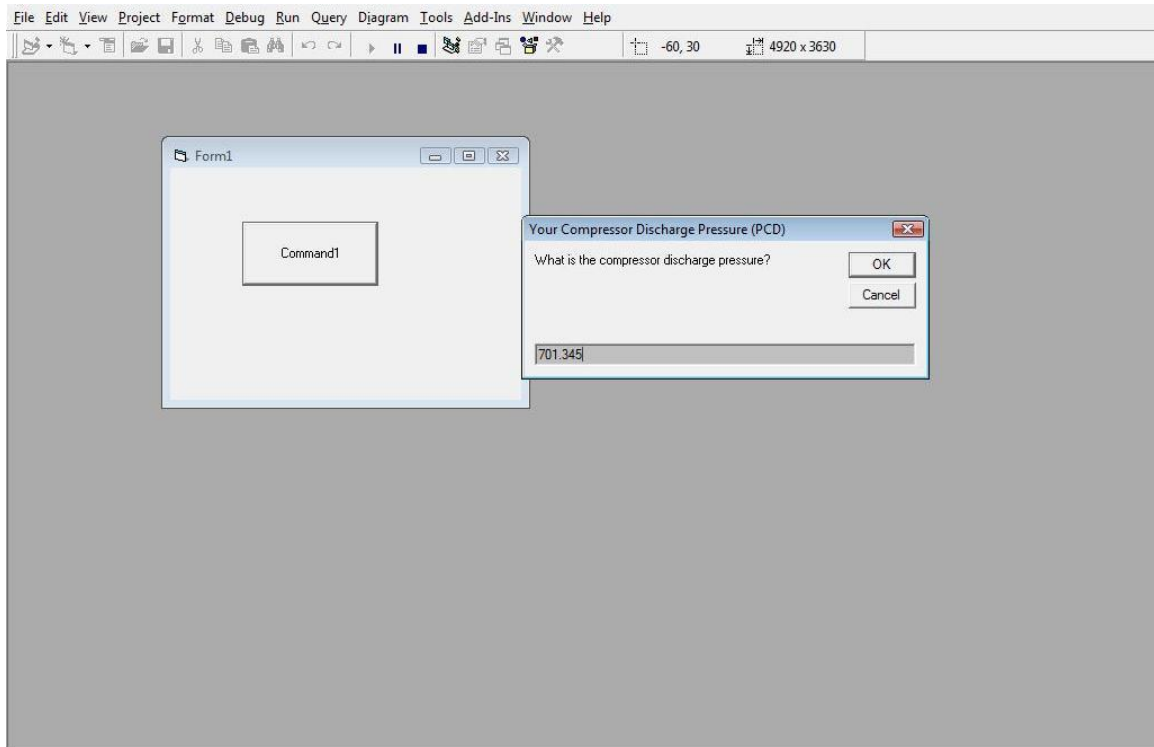 File Edit View Project Format Debug Run Query Diagram Tools Add-Ins Window Help
-60, 30 4920 x 3630
Form1
Command1
Your Compressor Discharge Pressure (PCD)
What is the compressor discharge pressure?
OK
Cancel
701.345